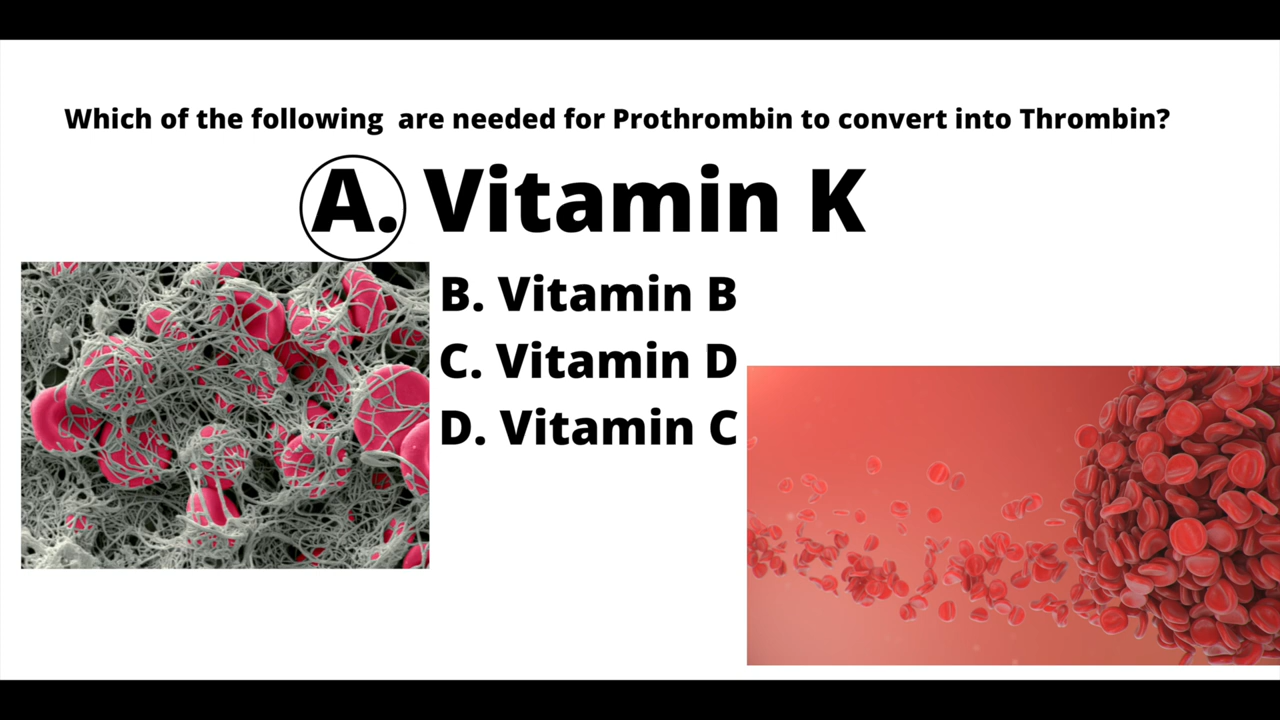 Which of the following  are needed for Prothrombin to convert into Thrombin?
A. Vitamin K
B. Vitamin B
C. Vitamin D
D. Vitamin C